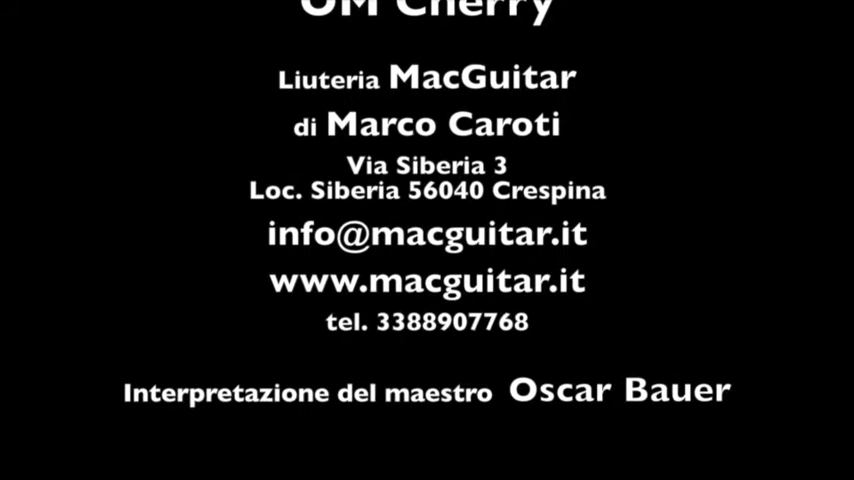 OM Cherry
Liuteria MacGuitar
di Marco Caroti
Via Siberia 3
Loc. Siberia 56040 Crespina
info@macguitar.it
www.macguitar.it
tel. 3388907768
Interpretazione del maestro Oscar Bauer